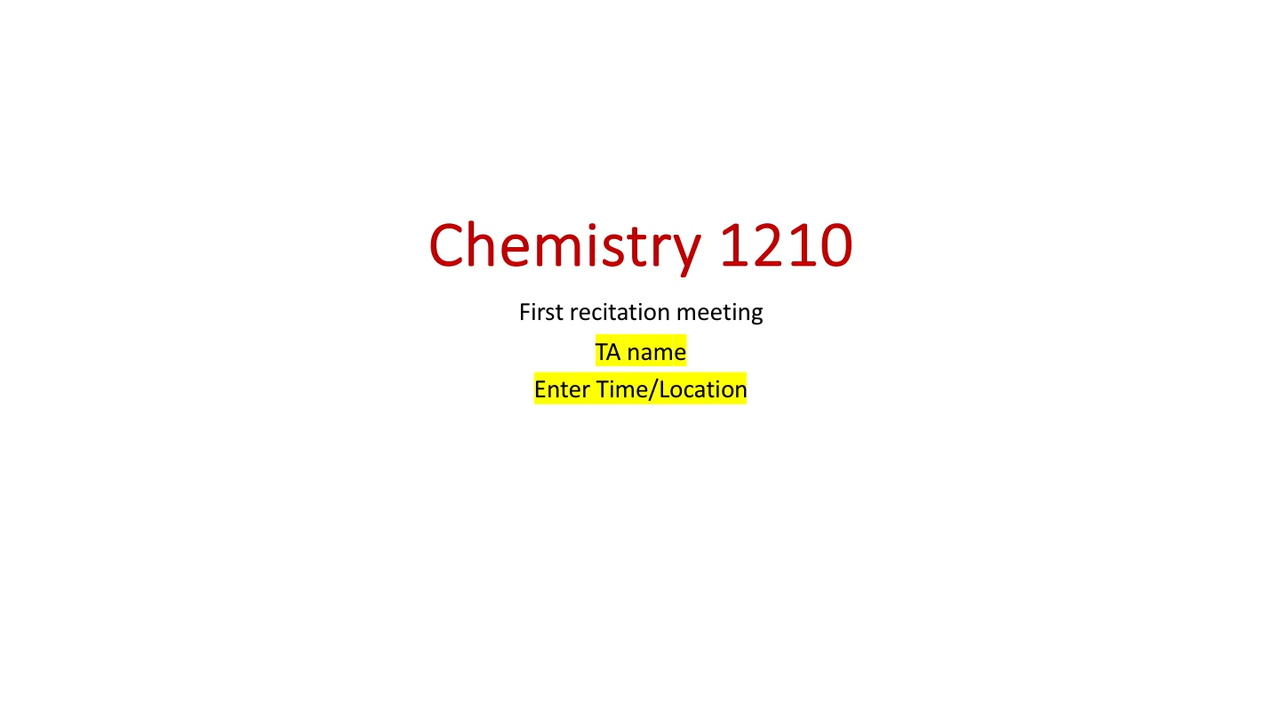 Chemistry 1210
First recitation meeting
TA name
Enter Time/Location